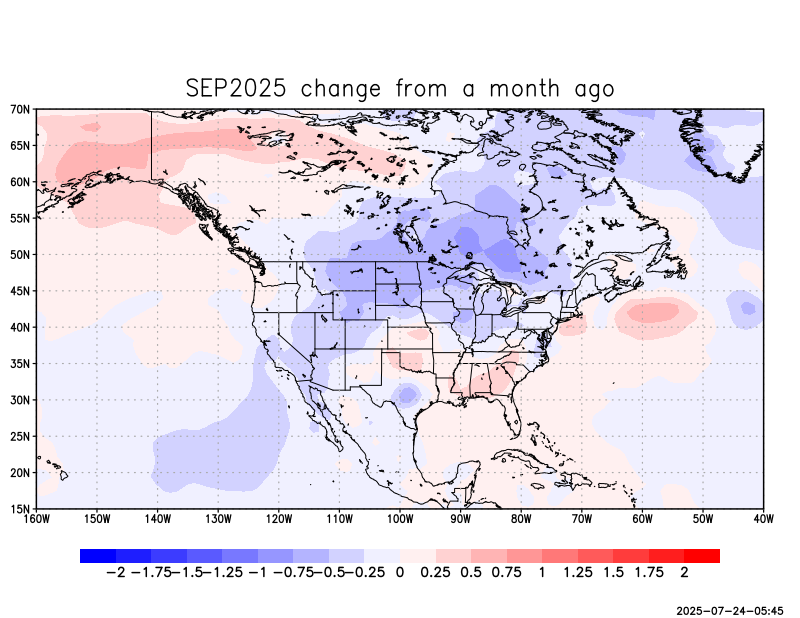 SEP2025 change from a month ago
70N
65N
60N
55N
50N
45N
40N
35N
30N
25N
20N
15N
160W 150W 140W 130W 120W 110W 100W 90W 80W 70W 60W 50W 40W
-2 -1.75 -1.5 -1.25 -1 -0.75 -0.5 -0.25 0 0.25 0.5 0.75 1 1.25 1.5 1.75 2
2025-07-24-05:45